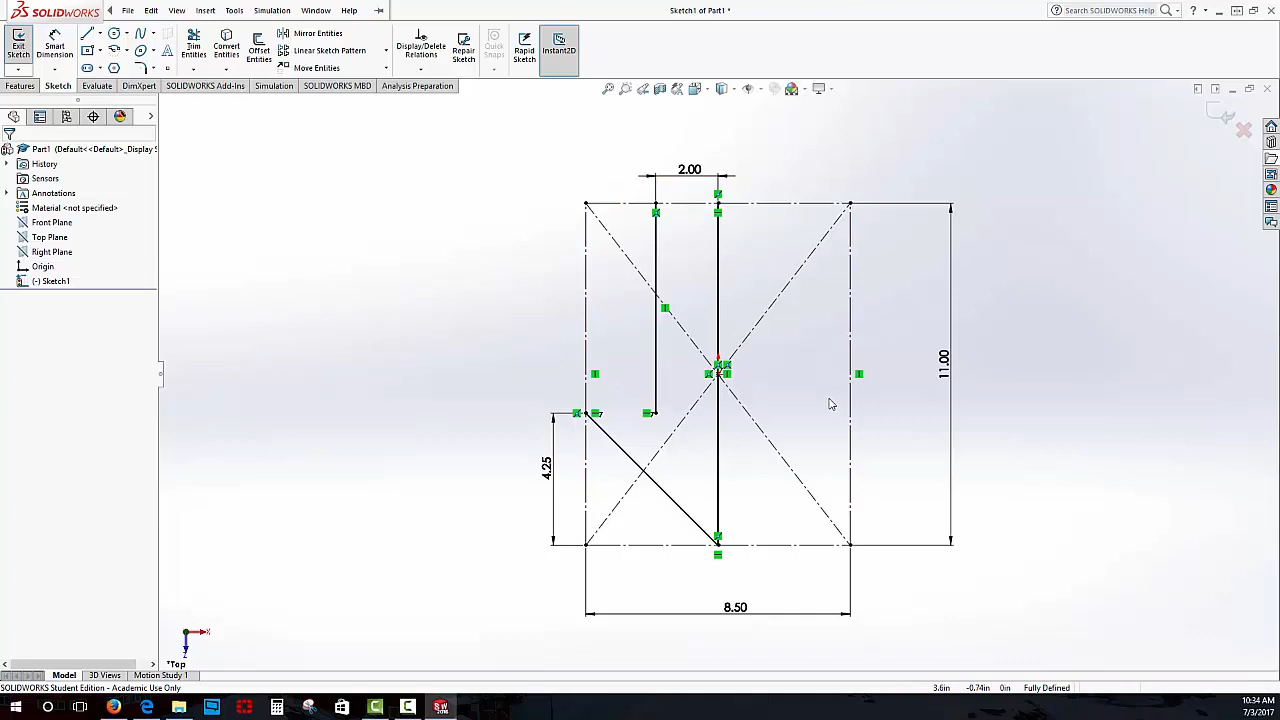 SOLIDWORKS
File Edit View Insert Tools Simulation Window Help
Sketch1 of Part1 *
Search SOLIDWORKS Help
Exit Sketch
Smart Dimension
Trim Entities
Convert Entities
Offset Entities
Mirror Entities
Linear Sketch Pattern
Move Entities
Display/Delete Relations
Repair Sketch
Quick Snaps
Rapid Sketch
Instant2D
Features Sketch Evaluate DimXpert SOLIDWORKS Add-Ins Simulation SOLIDWORKS MBD Analysis Preparation
Part1 (Default<<Default>_Display S
History
Sensors
Annotations
Material <not specified>
Front Plane
Top Plane
Right Plane
Origin
(-) Sketch1
2.00
11.00
4.25
8.50
X
Z
*Top
Model 3D Views Motion Study 1
SOLIDWORKS Student Edition - Academic Use Only
3.6in -0.74in 0in Fully Defined
10:34 AM
7/3/2017